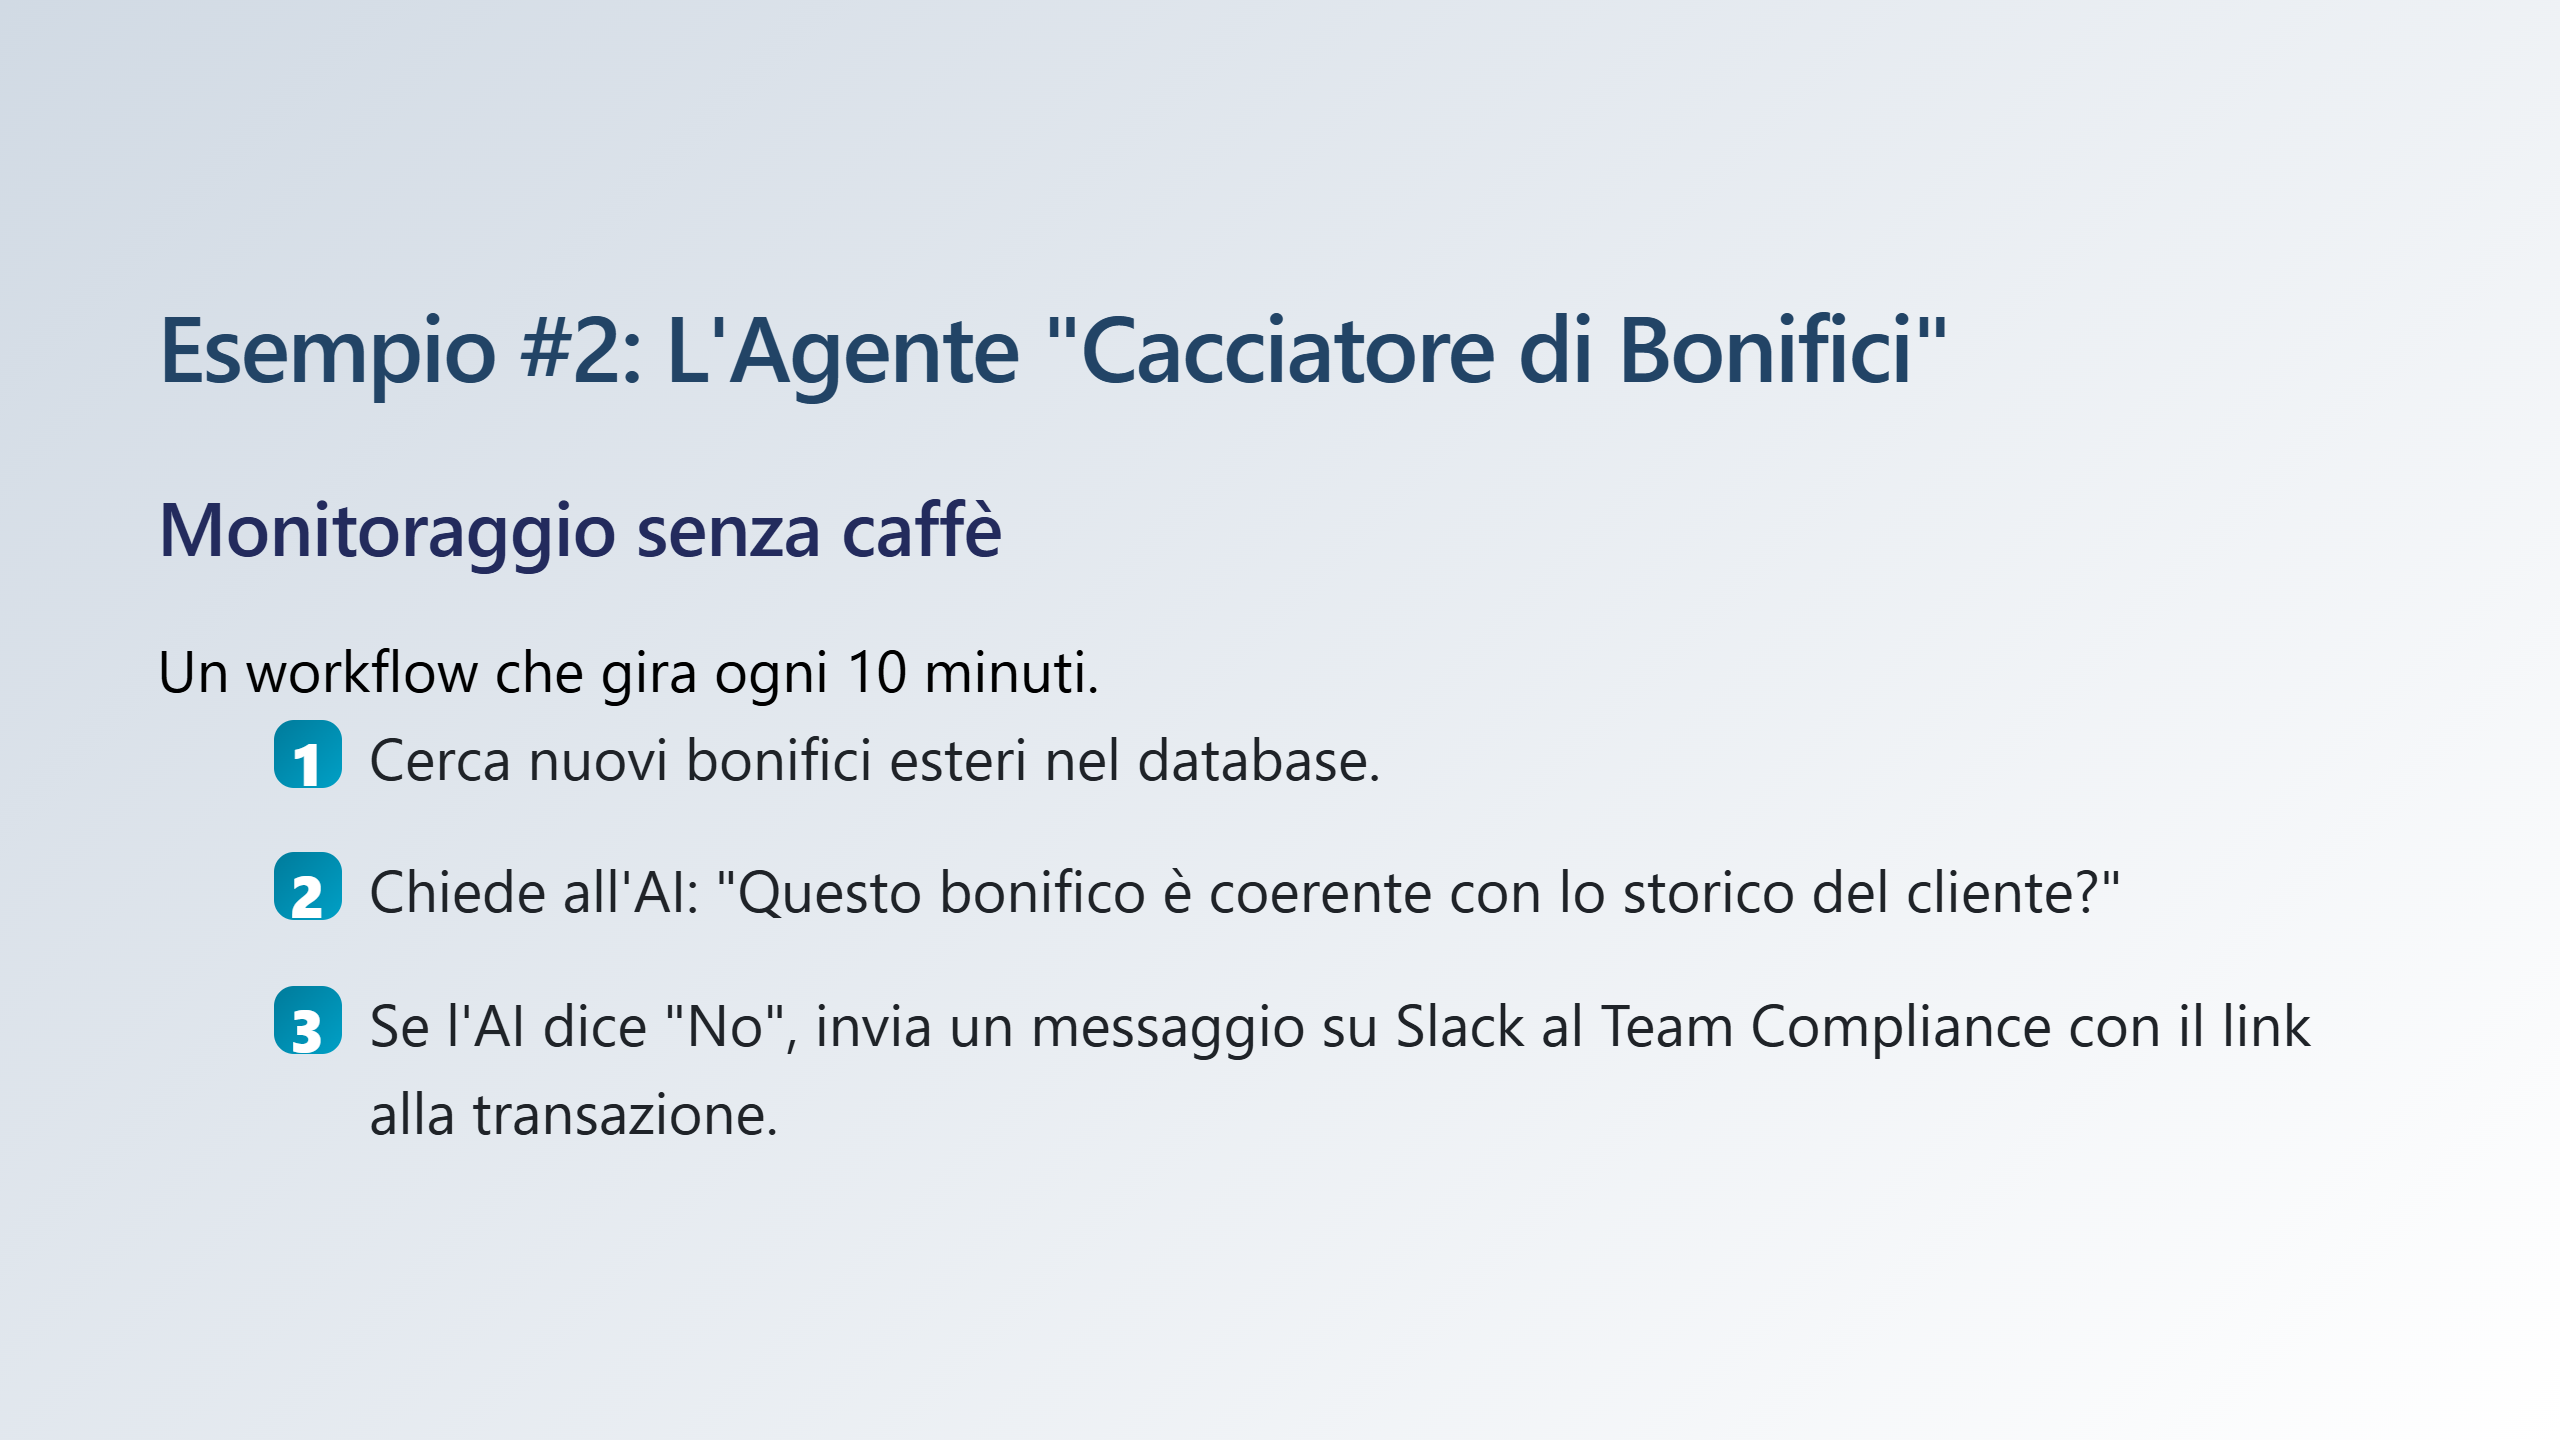 Esempio #2: L'Agente "Cacciatore di Bonifici"
Monitoraggio senza caffè
Un workflow che gira ogni 10 minuti.
1 Cerca nuovi bonifici esteri nel database.
2 Chiede all'AI: "Questo bonifico è coerente con lo storico del cliente?"
3 Se l'AI dice "No", invia un messaggio su Slack al Team Compliance con il link
alla transazione.